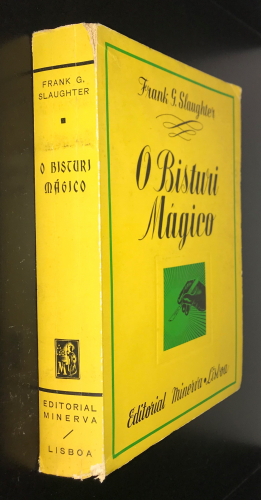 FRANK G.
SLAUGHTER
O BISTURI
MÁGICO
EDITORIAL
MINERVA
/
LISBOA
Frank G. Slaughter
O Bisturi
Mágico
Editorial Minerva • Lisboa